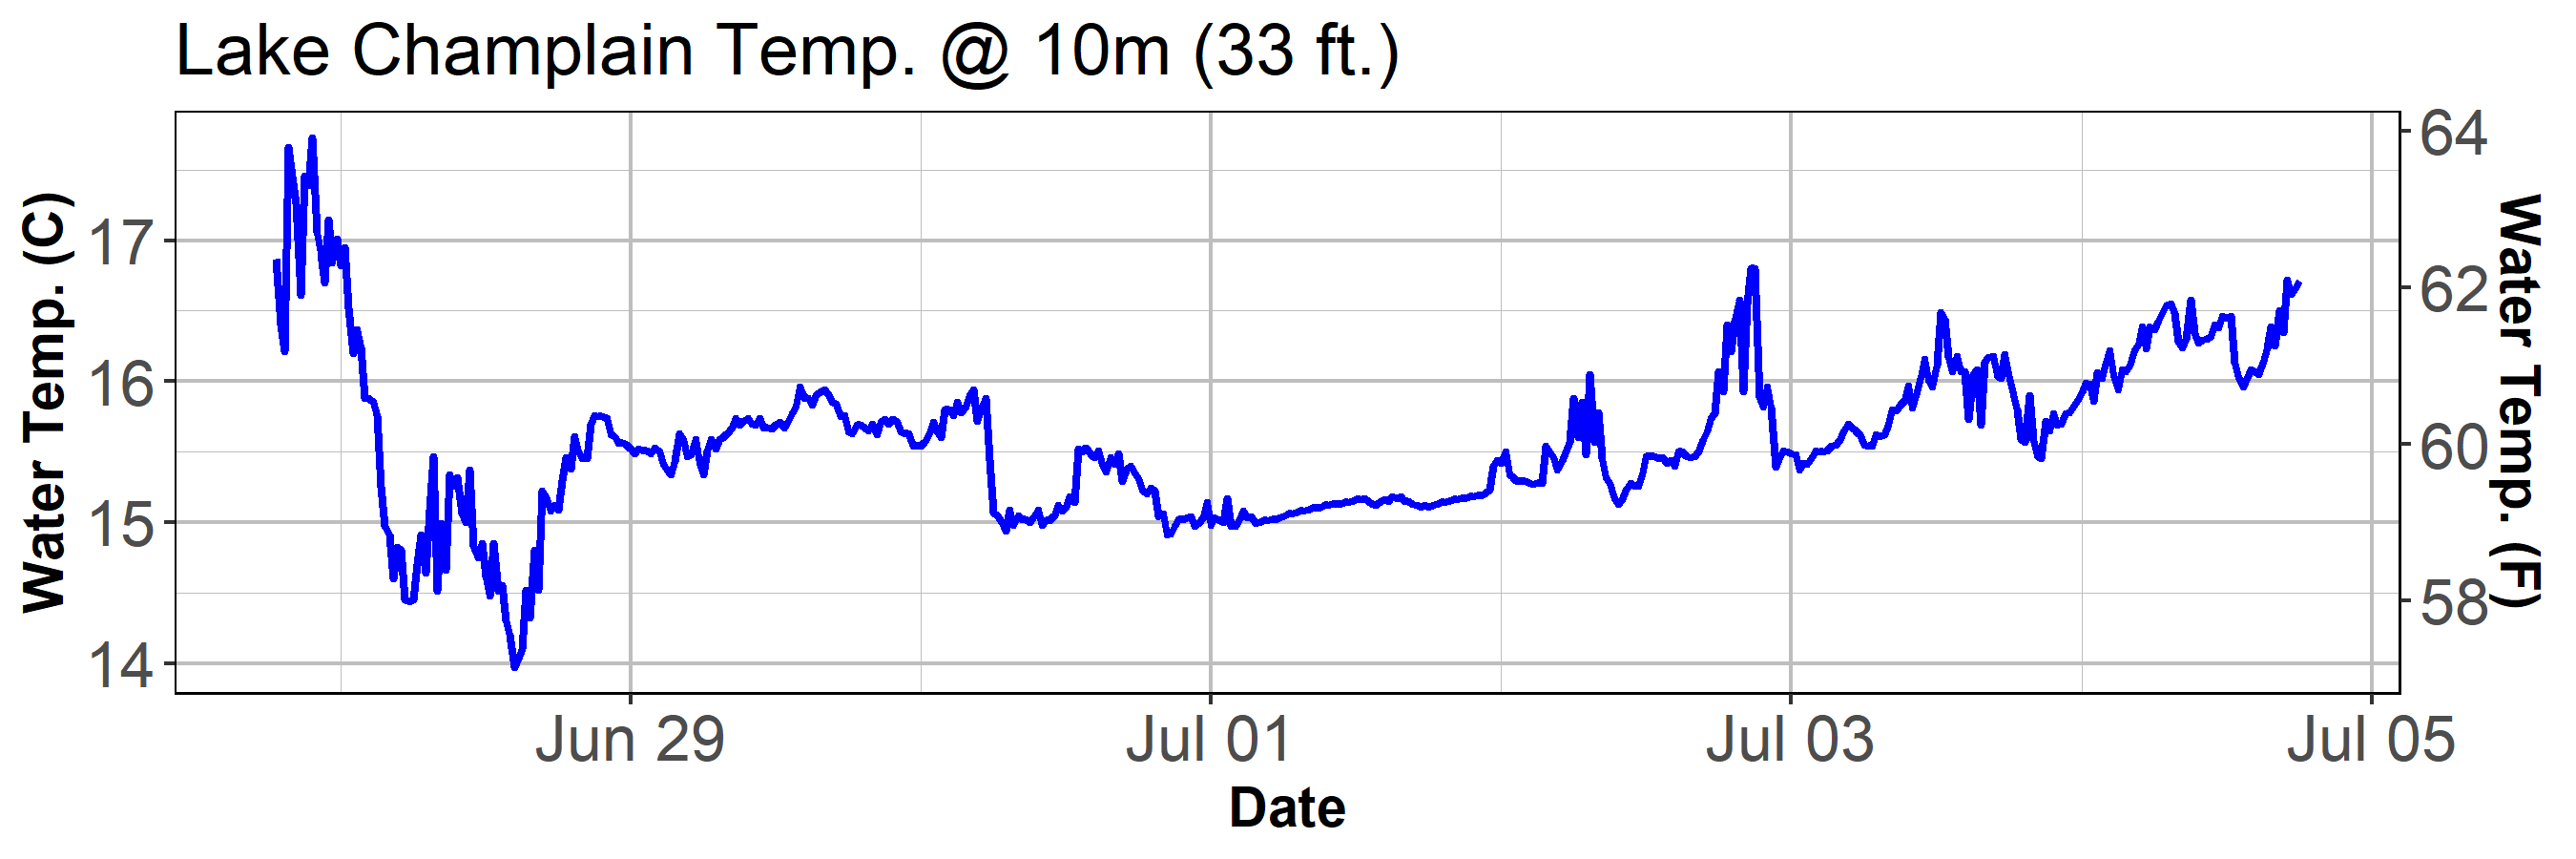 Lake Champlain Temp. @ 10m (33 ft.)
Water Temp. (C)
17
16
15
14
64
62
60
58
Water Temp. (F)
Jun 29
Jul 01
Jul 03
Jul 05
Date